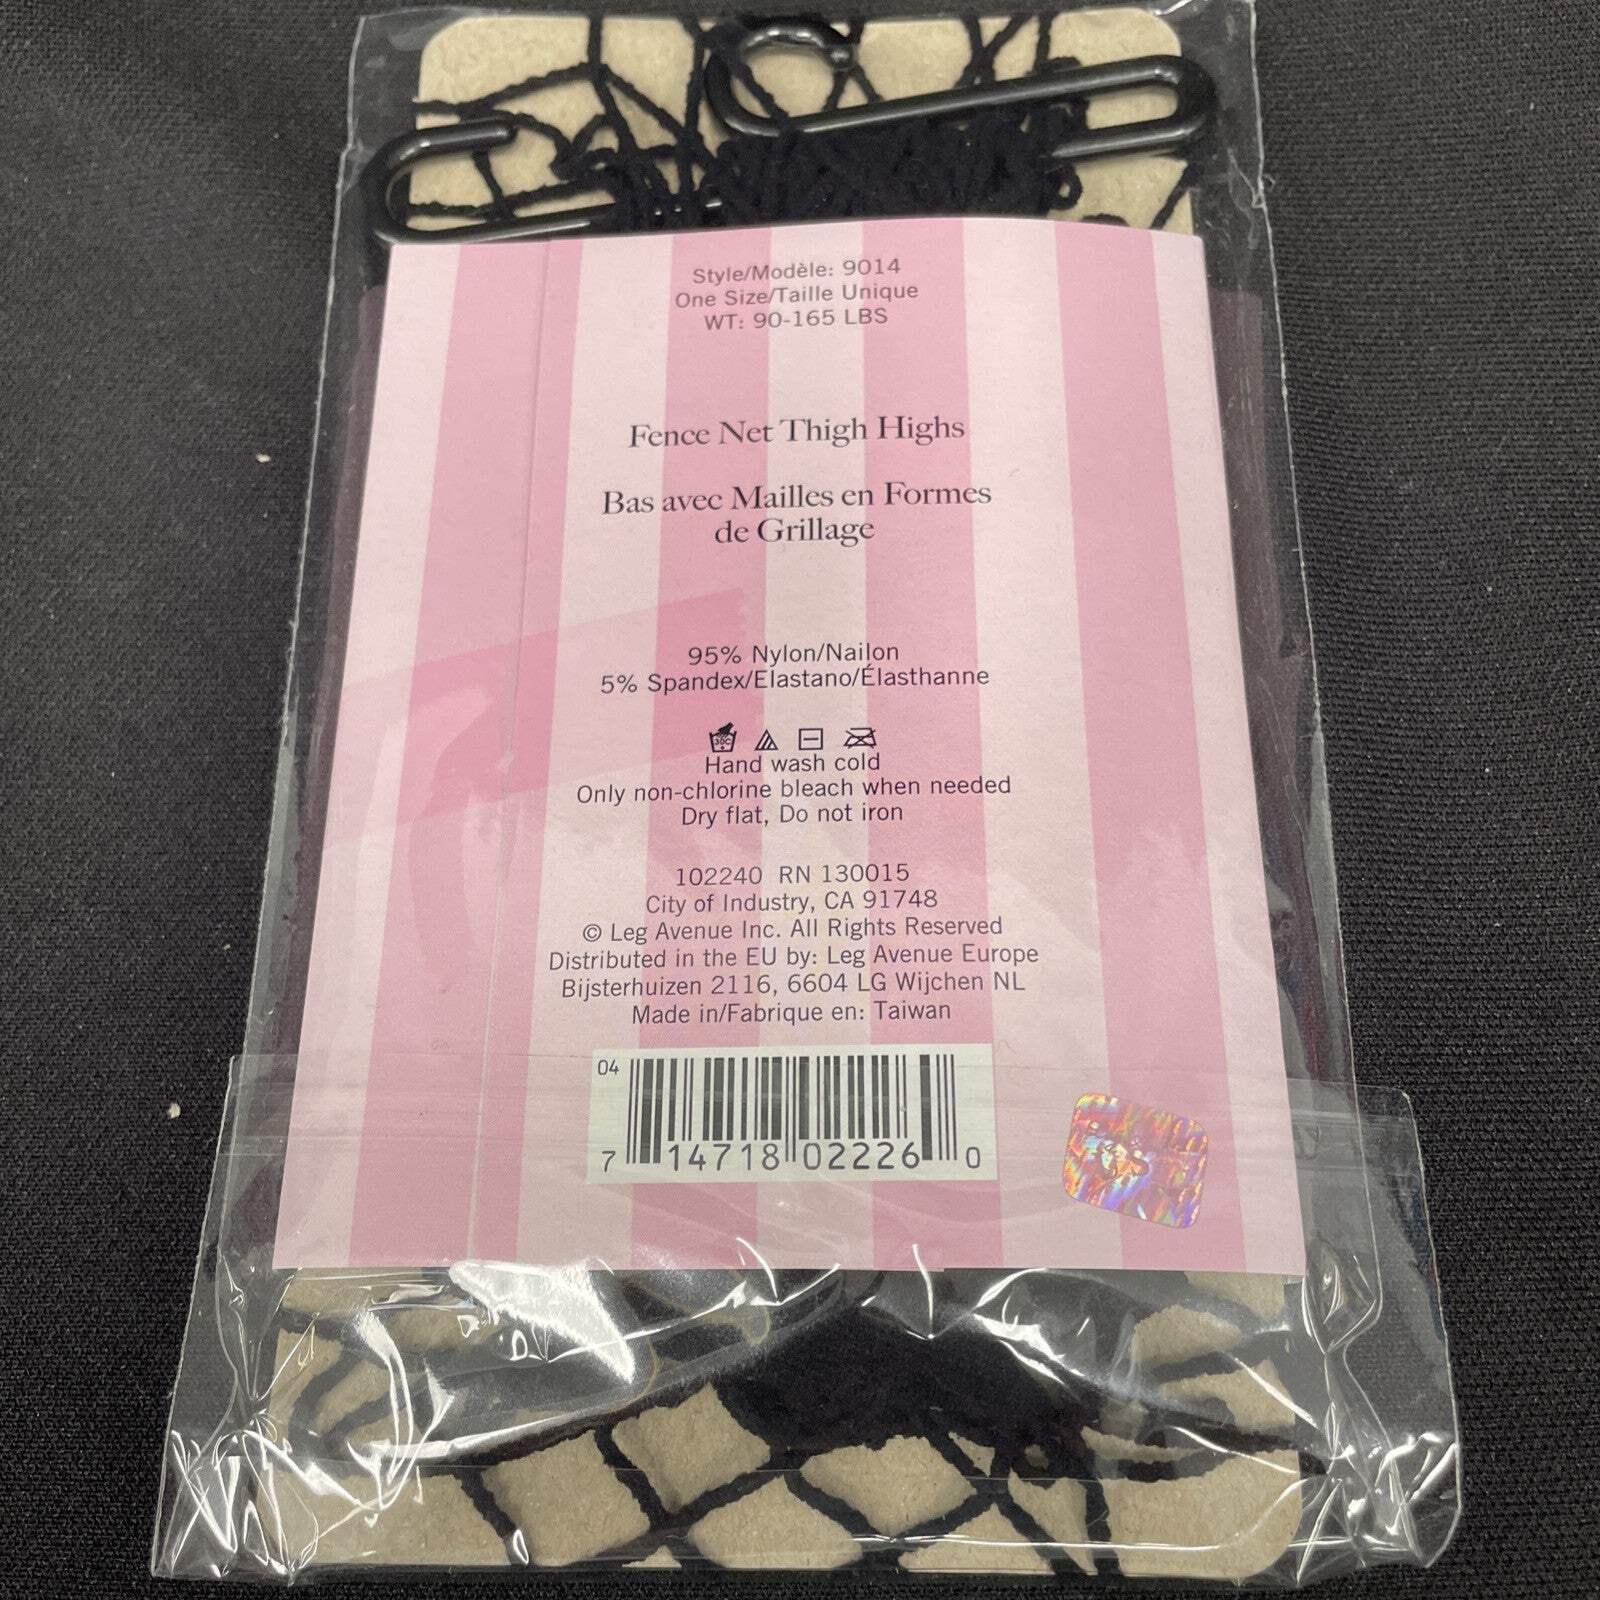 Style/Modèle: 9014
One Size/Taille Unique
WT: 90-165 LBS
Fence Net Thigh Highs
Bas avec Mailles en Formes
de Grillage
95% Nylon/Nailon
5% Spandex/Elastano/Élasthanne
30C
Hand wash cold
Only non-chlorine bleach when needed
Dry flat, Do not iron
102240 RN 130015
City of Industry, CA 91748
© Leg Avenue Inc. All Rights Reserved
Distributed in the EU by: Leg Avenue Europe
Bijsterhuizen 2116, 6604 LG Wijchen NL
Made in/Fabrique en: Taiwan
04
7 14718 02226 0